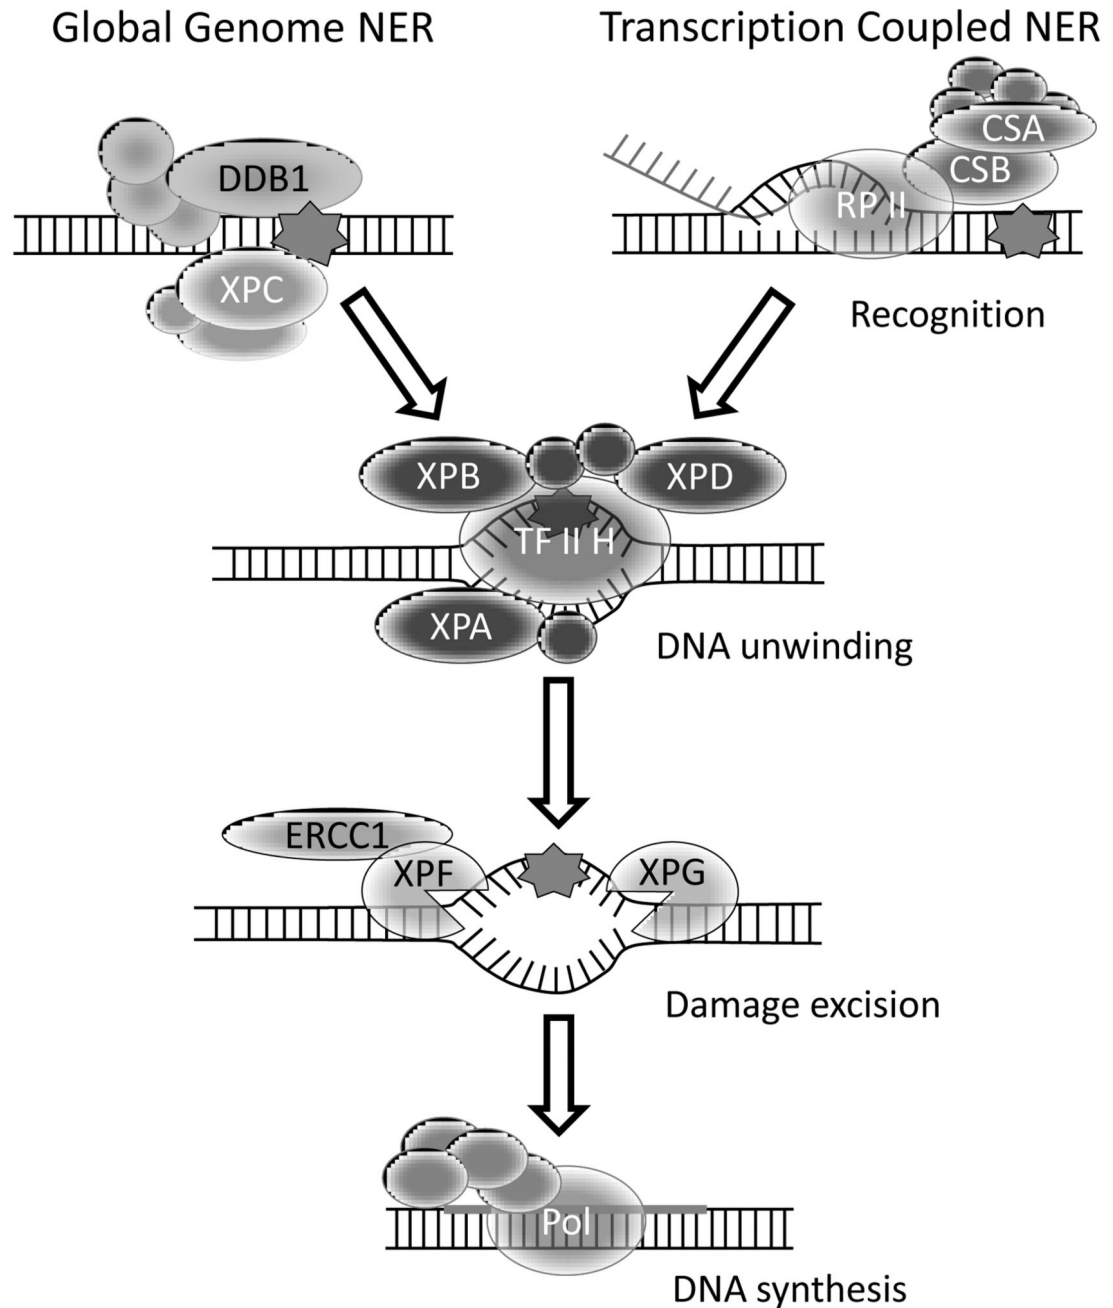 Global Genome NER
Transcription Coupled NER
DDB1
XPC
CSA
CSB
RP II
Recognition
XPB
XPD
TF II H
XPA
DNA unwinding
ERCC1
XPF
XPG
Damage excision
Pol
DNA synthesis